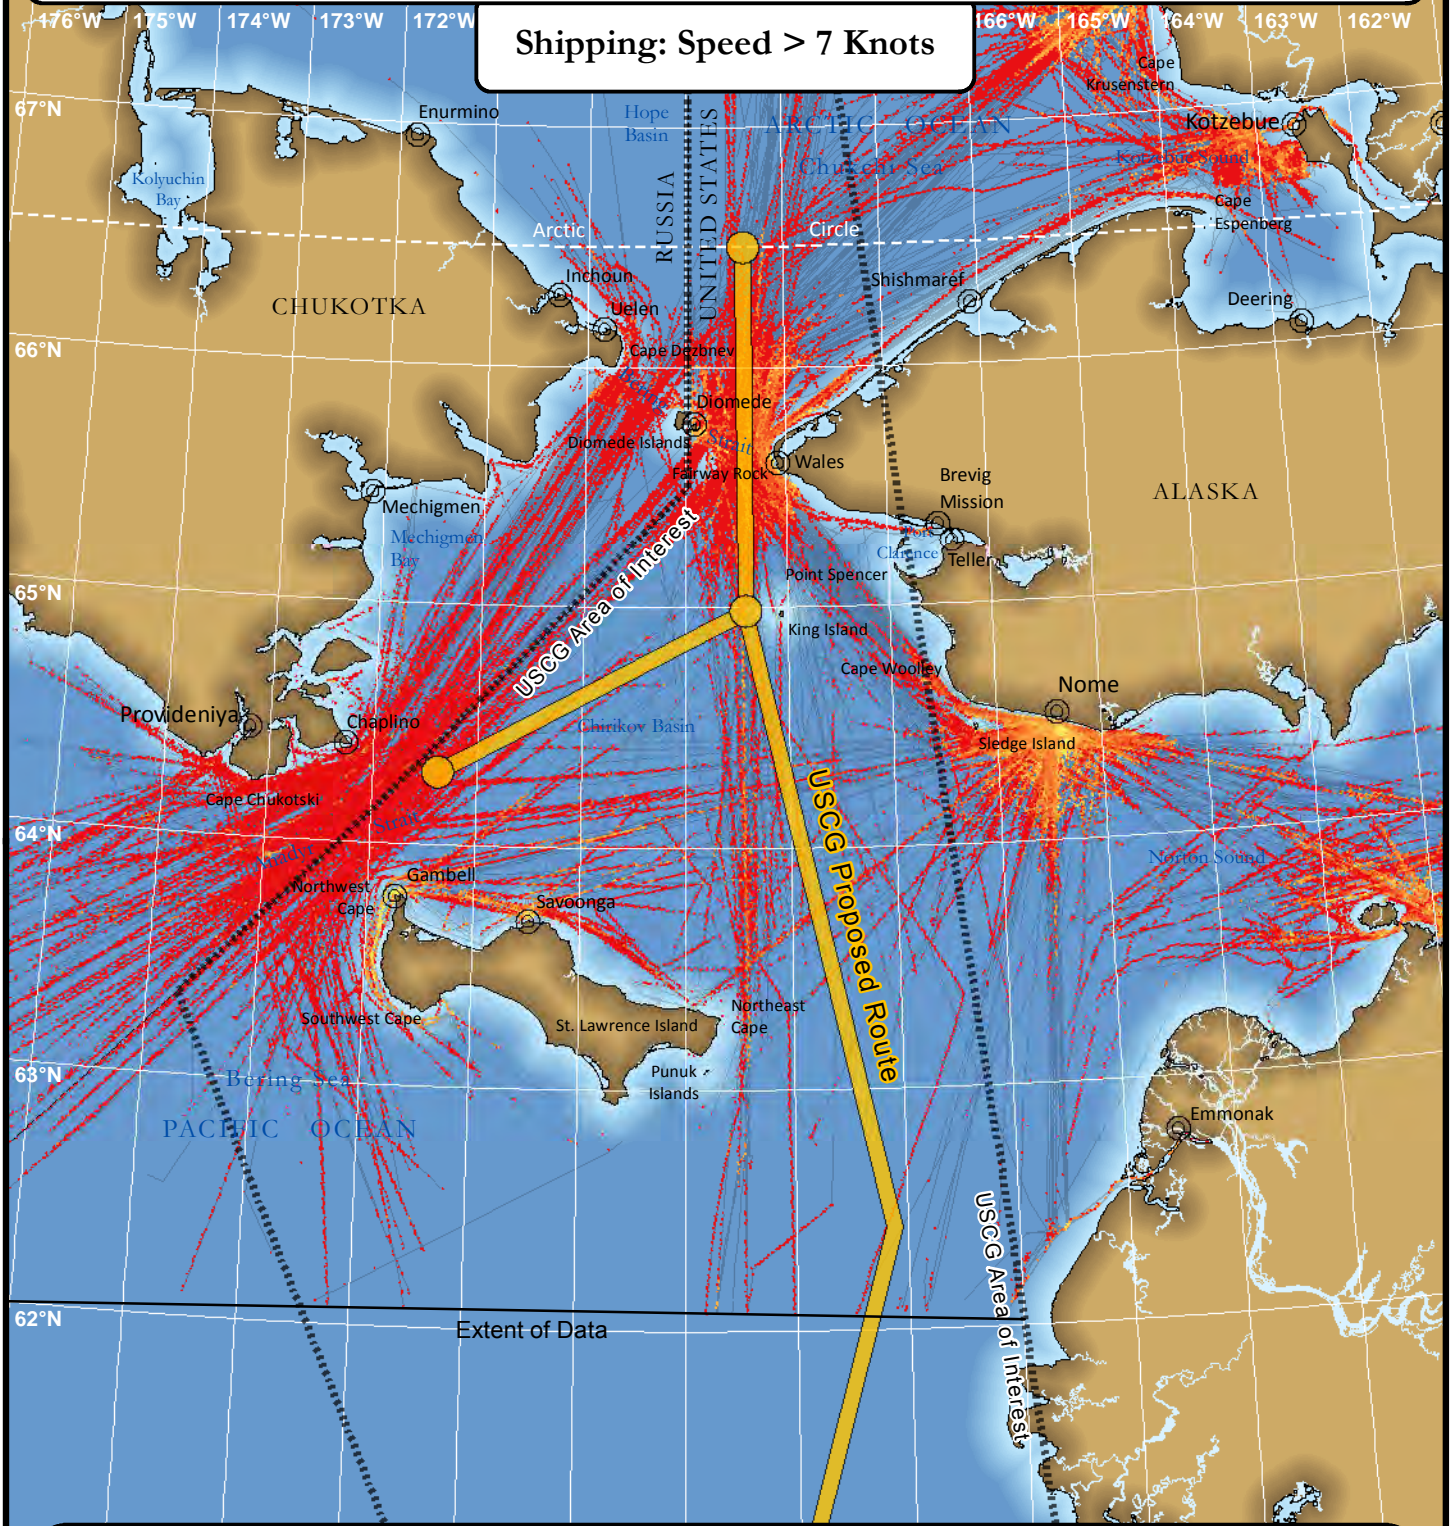 176°W 175°W 174°W 173°W 172°W 166°W 165°W 164°W 163°W 162°W
Shipping: Speed > 7 Knots
67°N
Enurmino
Hope
Basin
ARCTIC OCEAN
Chukchi Sea
Cape
Krusenstern
Kotzebue
Kotzebue Sound
Kolyuchin
Bay
RUSSIA
UNITED STATES
Cape
Espenberg
Arctic
Circle
Inchoun
Shishmaref
Deering
CHUKOTKA
Uelen
66°N
Cape Dezhnev
Bering
Diomede
Diomede Islands
Strait
Fairway Rock
Wales
Brevig
Mission
ALASKA
Mechigmen
Mechigmen
Bay
Port
Clarence
Teller
USCG Area of Interest
Point Spencer
65°N
King Island
Cape Woolley
Nome
Provideniya
Chaplino
Chirikov Basin
Sledge Island
Cape Chukotski
USCG Proposed Route
64°N
Strait
Anadyr
Norton Sound
Northwest
Cape
Gambell
Savoonga
Southwest Cape
St. Lawrence Island
Northeast
Cape
63°N
Bering Sea
Punuk
Islands
PACIFIC OCEAN
Emmonak
USCG Area of Interest
62°N
Extent of Data